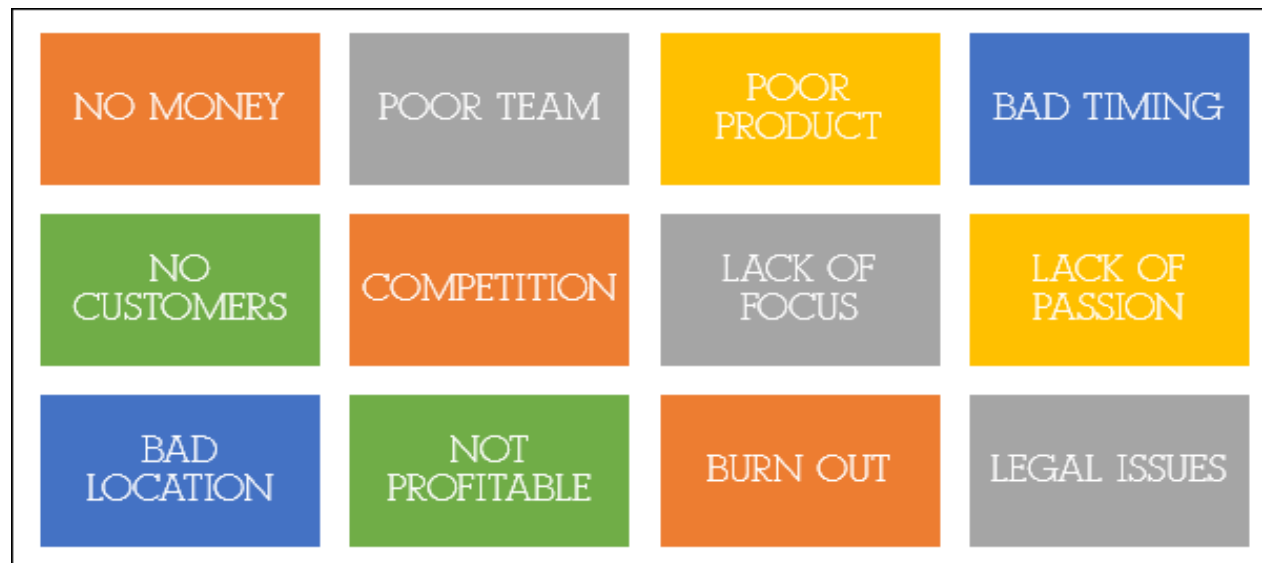 NO MONEY
POOR TEAM
POOR
PRODUCT
BAD TIMING
NO
CUSTOMERS
COMPETITION
LACK OF
FOCUS
LACK OF
PASSION
BAD
LOCATION
NOT
PROFITABLE
BURN OUT
LEGAL ISSUES